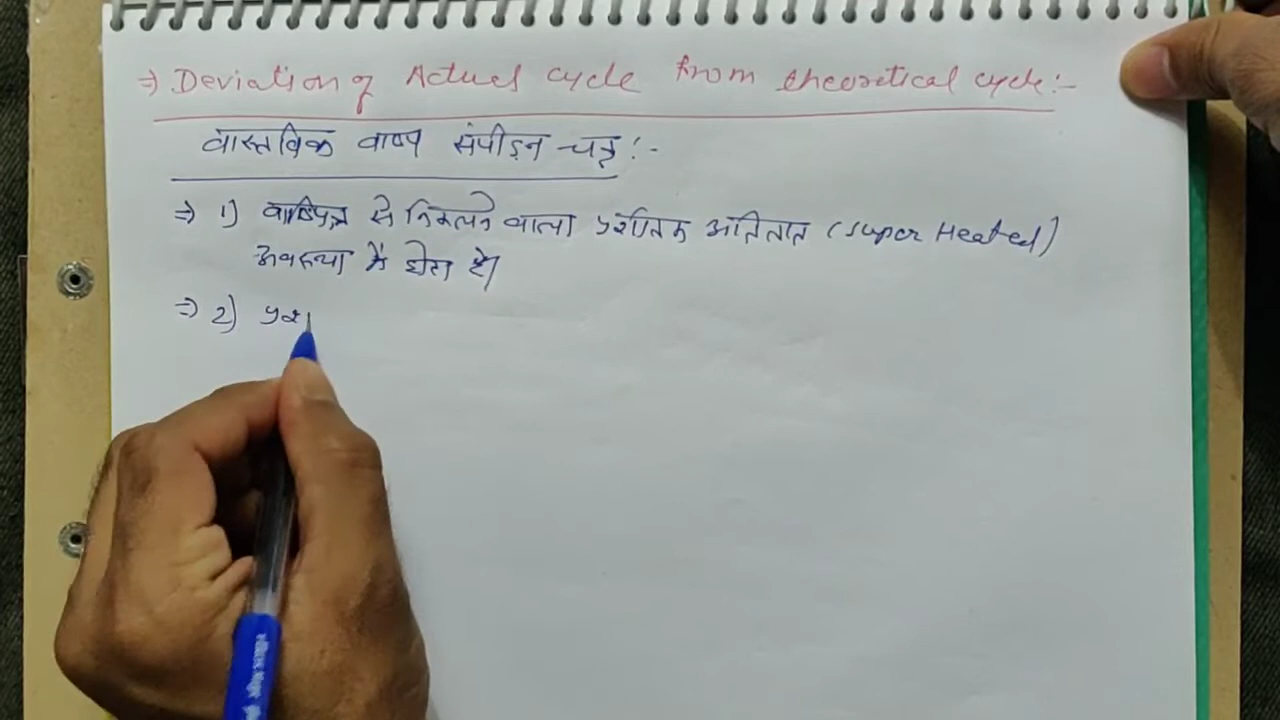 ⇒ Deviation of Actual cycle from theoretical cycle:-
वास्तविक वाष्प संपीड़न चक्र :-
⇒ 1) वाष्पित्र से निकलने वाला प्रशीतक अतितप्त (super Heated)
अवस्था में होता है।
⇒ 2)